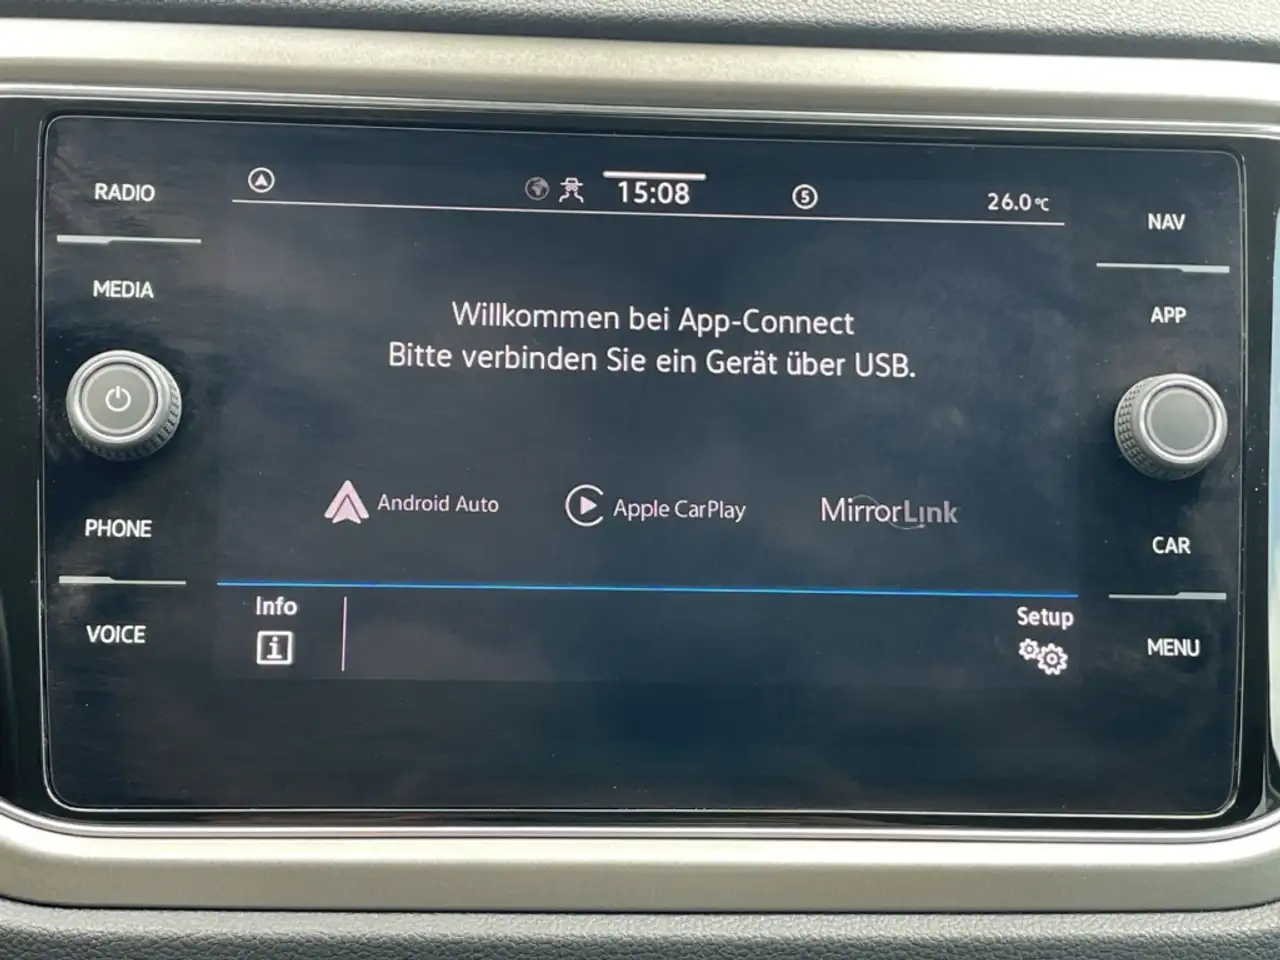 RADIO
MEDIA
PHONE
VOICE
15:08
5
26.0°C
Willkommen bei App-Connect
Bitte verbinden Sie ein Gerät über USB.
Android Auto
Apple CarPlay
MirrorLink
Info
i
Setup
NAV
APP
CAR
MENU